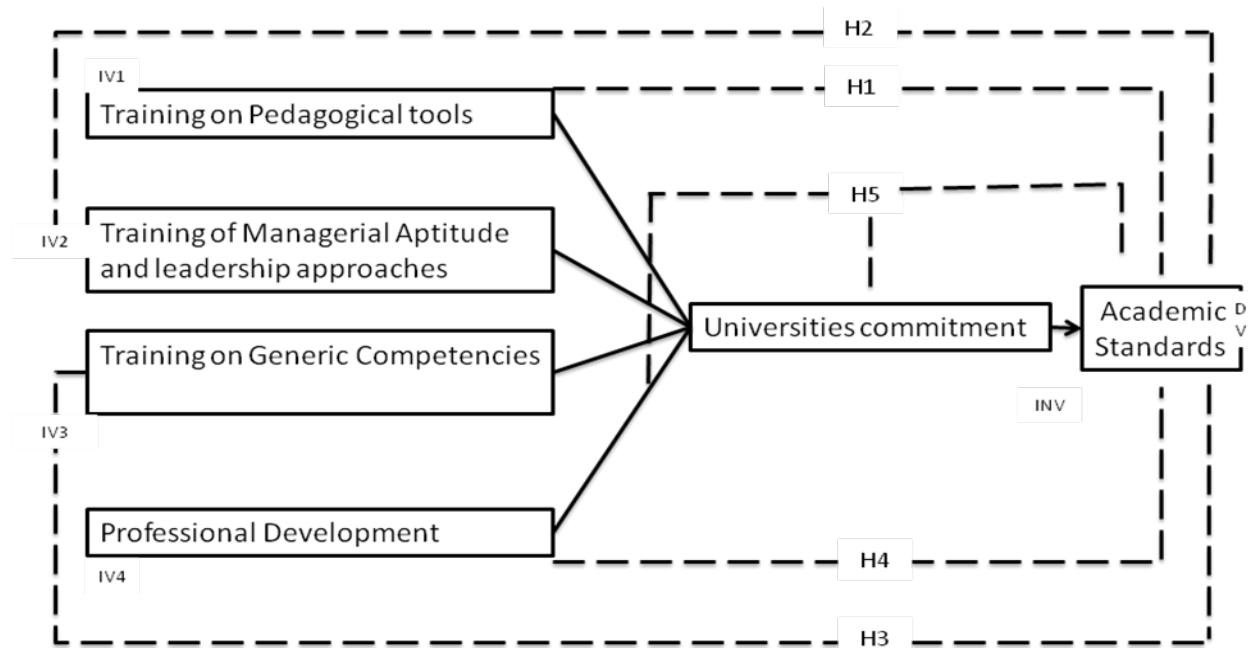 H2
IV1
H1
Training on Pedagogical tools
H5
IV2
Training of Managerial Aptitude
and leadership approaches
Universities commitment
Academic
Standards
D
V
Training on Generic Competencies
INV
IV3
Professional Development
H4
IV4
H3